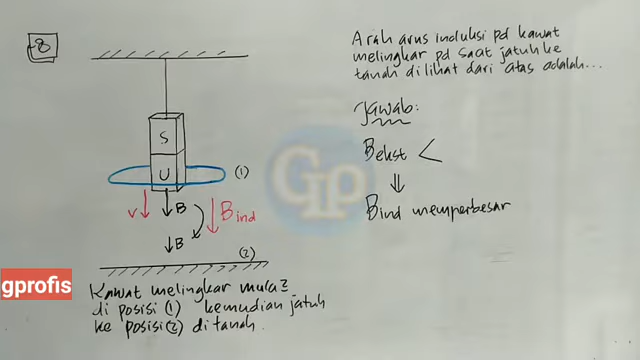 8
Arah arus induksi pd kawat
melingkar pd saat jatuh ke
tanah dilihat dari atas adalah...
Jawab:
S
U
(1)
Bekst <
⇓
Bind memperbesar
v
B
Bind
B
(2)
Kawat melingkar mula2
di posisi (1) kemudian jatuh
ke posisi (2) di tanah.
gprofis
Gp